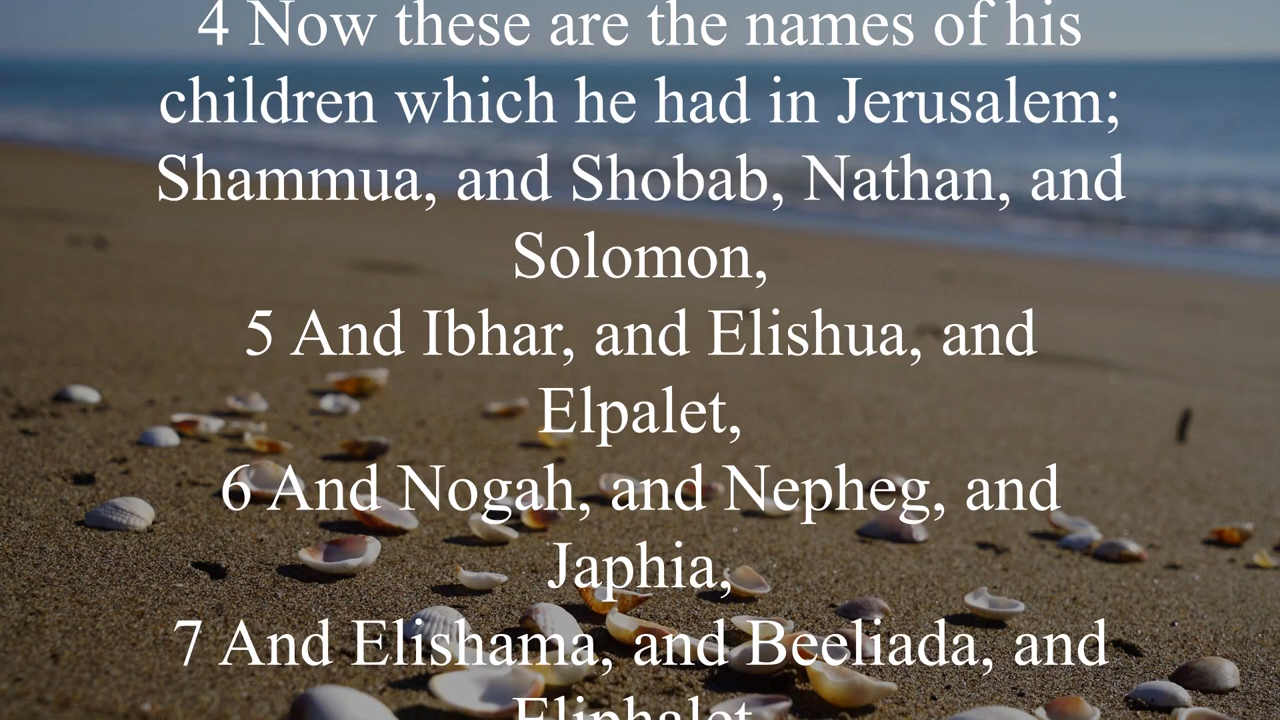 4 Now these are the names of his
children which he had in Jerusalem;
Shammua, and Shobab, Nathan, and
Solomon,
5 And Ibhar, and Elishua, and
Elpalet,
6 And Nogah, and Nepheg, and
Japhia,
7 And Elishama, and Beeliada, and
Eliphalet